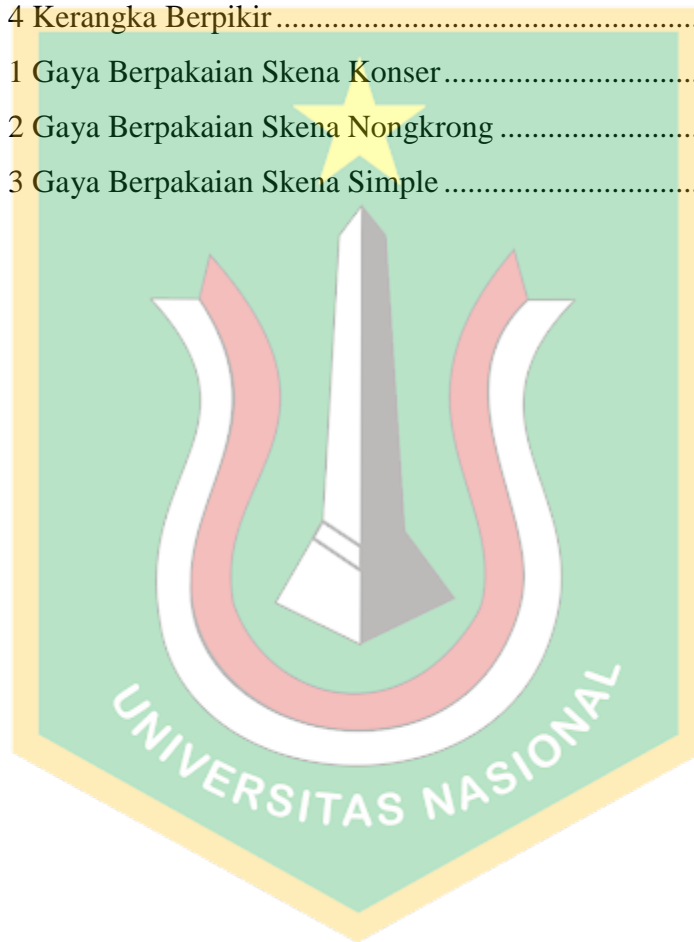 4 Kerangka Berpikir........................................................
1 Gaya Berpakaian Skena Konser....................................
2 Gaya Berpakaian Skena Nongkrong.............................
3 Gaya Berpakaian Skena Simple....................................
UNIVERSITAS NASIONAL